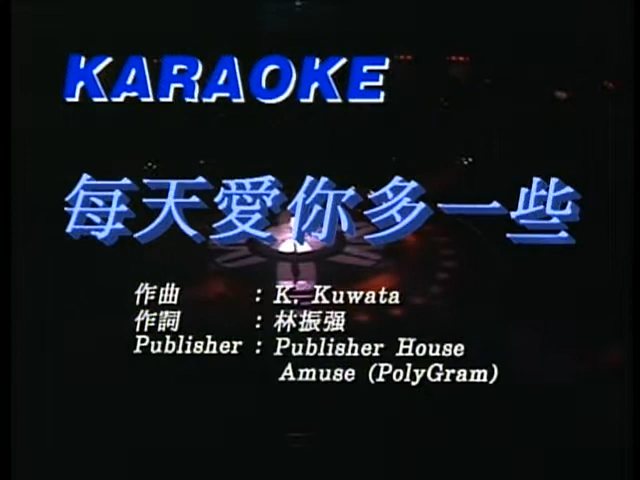 KARAOKE
每天愛你多一些
作曲 : K. Kuwata
作詞 : 林振强
Publisher : Publisher House
Amuse (PolyGram)